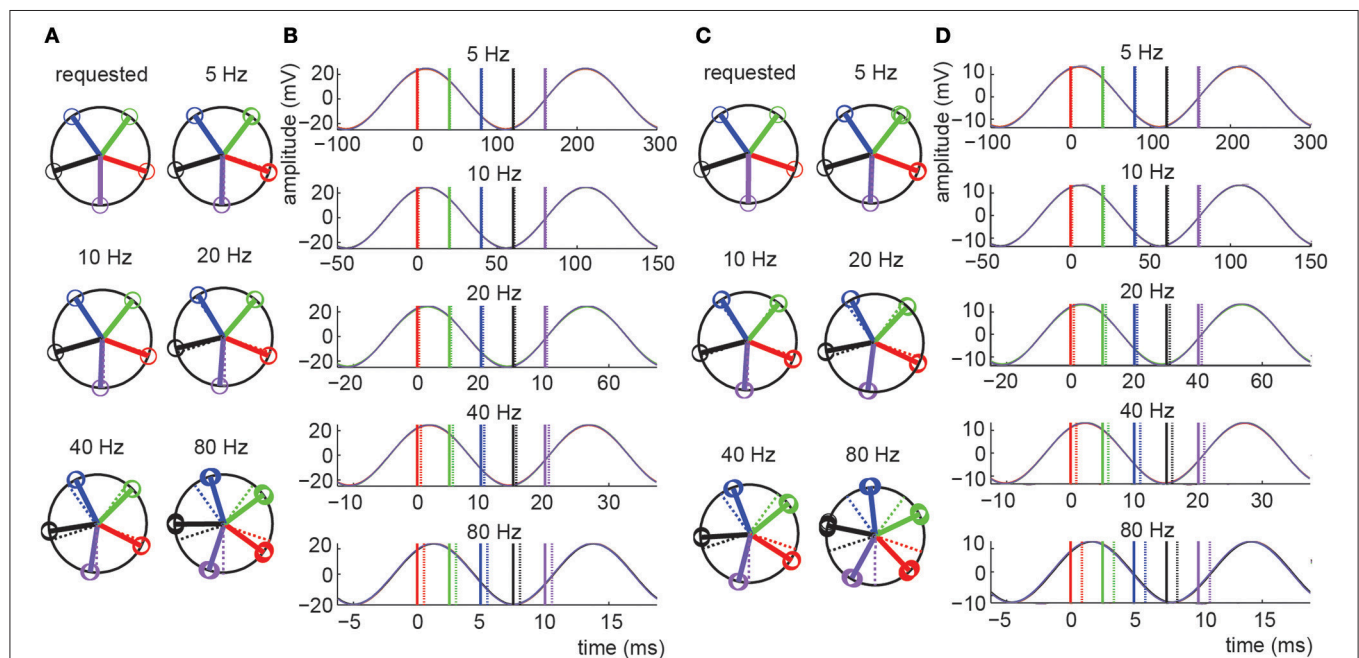 A
requested
5 Hz
10 Hz
20 Hz
40 Hz
80 Hz
B
amplitude (mV)
5 Hz
20
0
−20
−100 0 100 200 300
10 Hz
20
0
−20
−50 0 50 100 150
20 Hz
20
0
−20
−20 0 20 10 60
40 Hz
20
0
−20
−10 0 10 20 30
80 Hz
20
0
−20
−5 0 5 10 15
time (ms)
C
requested
5 Hz
10 Hz
20 Hz
40 Hz
80 Hz
D
amplitude (mV)
5 Hz
10
0
−10
−100 0 100 200 300
10 Hz
10
0
−10
−50 0 50 100 150
20 Hz
10
0
−10
−20 0 20 40 60
40 Hz
10
0
−10
−10 0 10 20 30
80 Hz
10
0
−10
−5 0 5 10 15
time (ms)